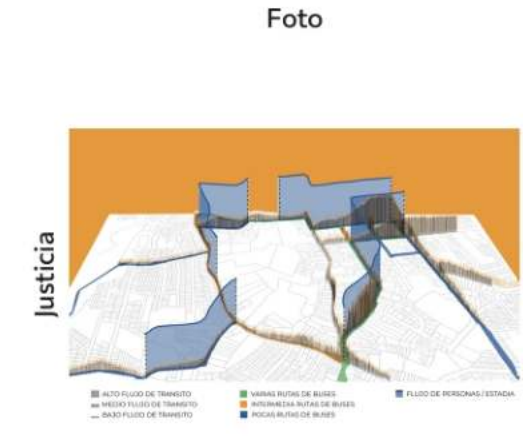 Foto
Justicia
ALTO FLUJO DE TRANSITO
MEDIO FLUJO DE TRANSITO
BAJO FLUJO DE TRANSITO
VARIAS RUTAS DE BUSES
INTERMEDIA RUTAS DE BUSES
POCAS RUTAS DE BUSES
FLUJO DE PERSONAS / ESTADIA